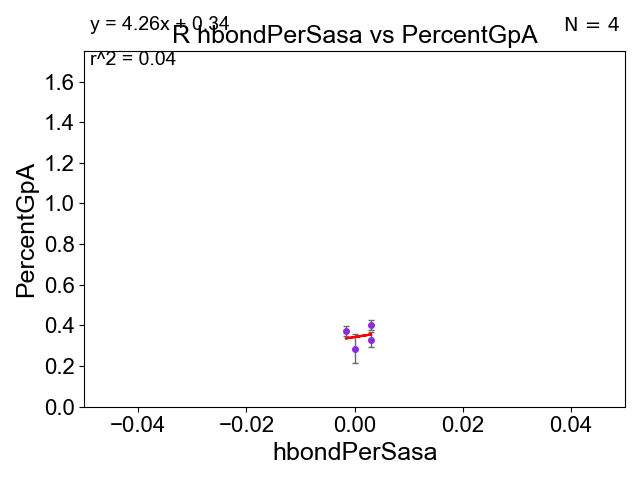 y = 4.26x + 0.34
N = 4
R hbondPerSasa vs PercentGpA
r^2 = 0.04
1.6
1.4
1.2
1.0
0.8
0.6
0.4
0.2
0.0
PercentGpA
−0.04 −0.02 0.00 0.02 0.04
hbondPerSasa